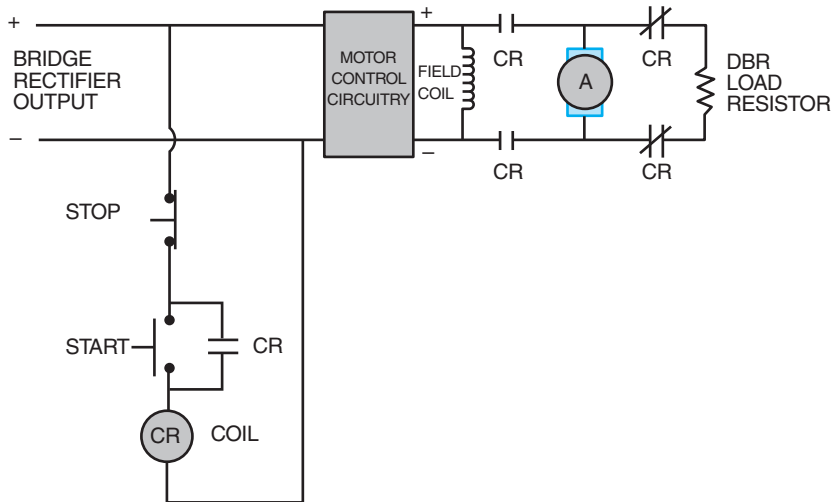 +
BRIDGE
RECTIFIER
OUTPUT
–
MOTOR
CONTROL
CIRCUITRY
+
–
FIELD
COIL
CR
CR
A
CR
CR
DBR
LOAD
RESISTOR
STOP
START
CR
CR
COIL